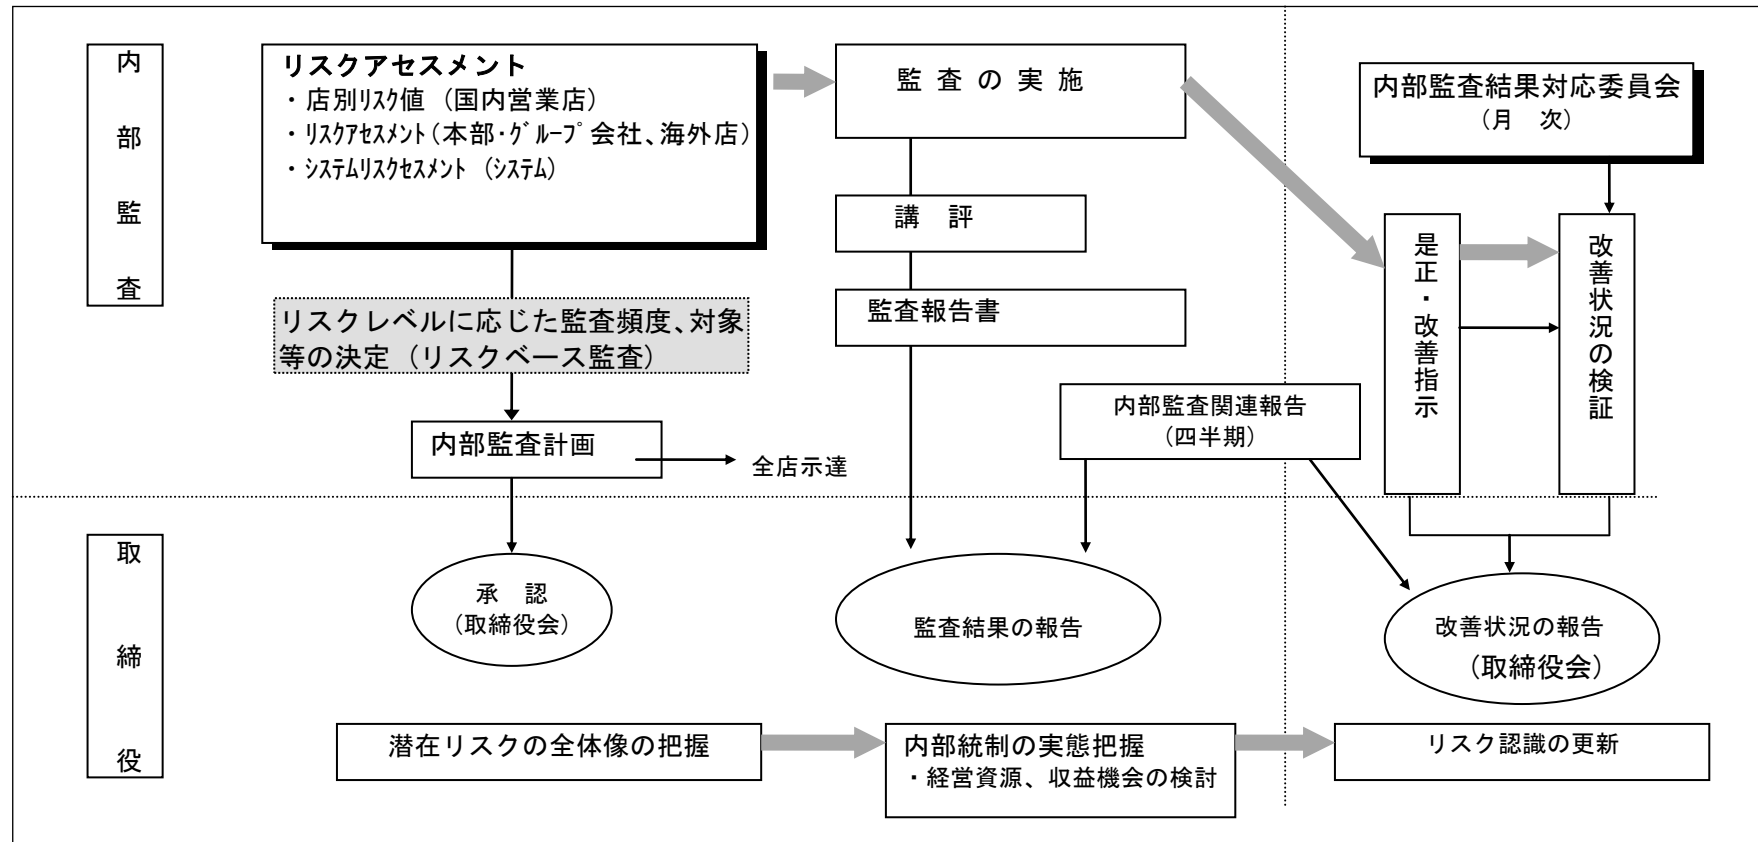 内部監査
リスクアセスメント
・店別ﾘｽｸ値（国内営業店）
・ﾘｽｸｱｾｽﾒﾝﾄ（本部･ｸﾞﾙｰﾌﾟ会社、海外店）
・ｼｽﾃﾑﾘｽｸｾｽﾒﾝﾄ（ｼｽﾃﾑ）
リスクレベルに応じた監査頻度、対象
等の決定（リスクベース監査）
内部監査計画
全店示達
監査の実施
講　評
監査報告書
内部監査関連報告
（四半期）
内部監査結果対応委員会
（月　次）
是正・改善指示
改善状況の検証
取締役
承　認
（取締役会）
監査結果の報告
改善状況の報告
（取締役会）
潜在リスクの全体像の把握
内部統制の実態把握
・経営資源、収益機会の検討
リスク認識の更新